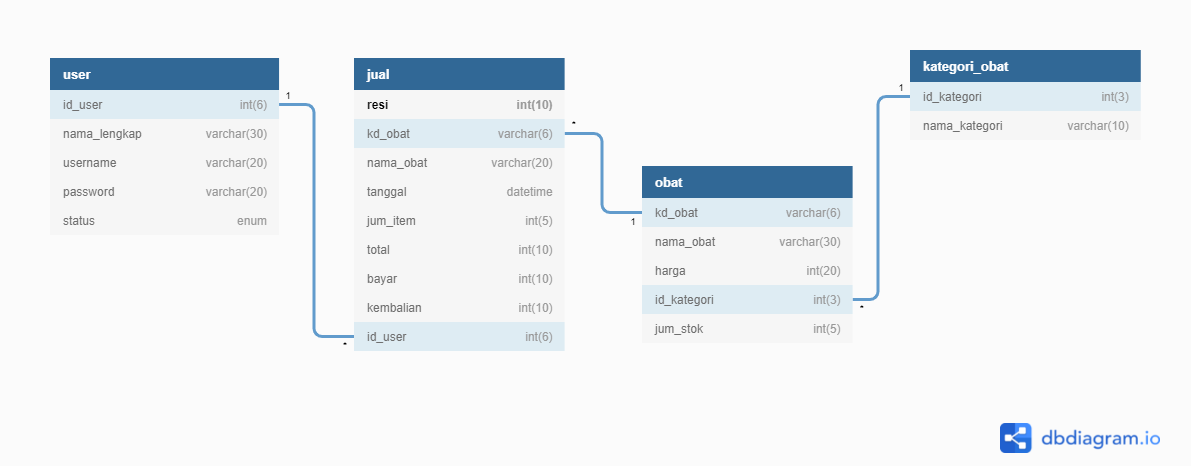 user
id_user int(6)
nama_lengkap varchar(30)
username varchar(20)
password varchar(20)
status enum
1
jual
resi int(10)
kd_obat varchar(6)
nama_obat varchar(20)
tanggal datetime
jum_item int(5)
total int(10)
bayar int(10)
kembalian int(10)
id_user int(6)
*
*
obat
kd_obat varchar(6)
nama_obat varchar(30)
harga int(20)
id_kategori int(3)
jum_stok int(5)
1
*
kategori_obat
id_kategori int(3)
nama_kategori varchar(10)
1
dbdiagram.io